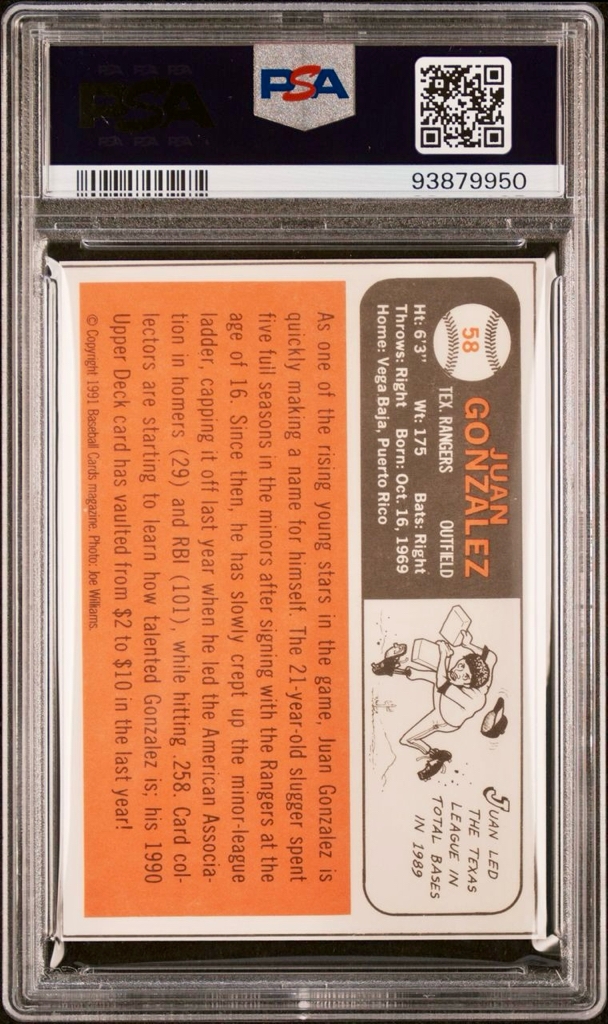 PSA PSA PSA
PSA
PSA PSA PSA
PSA
93879950
58
JUAN
GONZALEZ
TEX. RANGERS OUTFIELD
Ht: 6'3" Wt: 175 Bats: Right
Throws: Right Born: Oct. 16, 1969
Home: Vega Baja, Puerto Rico
JUAN LED
THE TEXAS
LEAGUE IN
TOTAL BASES
IN 1989
As one of the rising young stars in the game, Juan Gonzalez is
quickly making a name for himself. The 21-year-old slugger spent
five full seasons in the minors after signing with the Rangers at the
age of 16. Since then, he has slowly crept up the minor-league
ladder, capping it off last year when he led the American Associa-
tion in homers (29) and RBI (101), while hitting .258. Card col-
lectors are starting to learn how talented Gonzalez is; his 1990
Upper Deck card has vaulted from $2 to $10 in the last year!
© Copyright 1991 Baseball Cards magazine. Photo: Joe Williams.